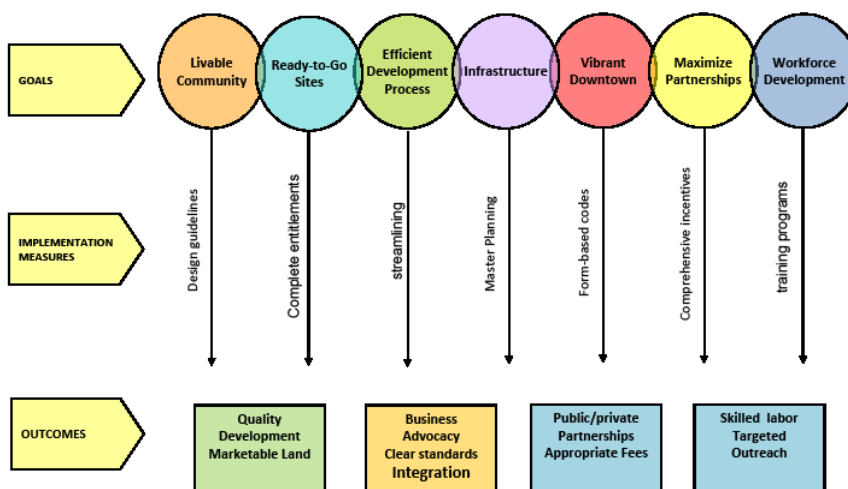 GOALS
Livable
Community
Ready-to-Go
Sites
Efficient
Development
Process
Infrastructure
Vibrant
Downtown
Maximize
Partnerships
Workforce
Development
IMPLEMENTATION
MEASURES
Design guidelines
Complete entitlements
streamlining
Master Planning
Form-based codes
Comprehensive incentives
training programs
OUTCOMES
Quality
Development
Marketable Land
Business
Advocacy
Clear standards
Integration
Public/private
Partnerships
Appropriate Fees
Skilled labor
Targeted
Outreach